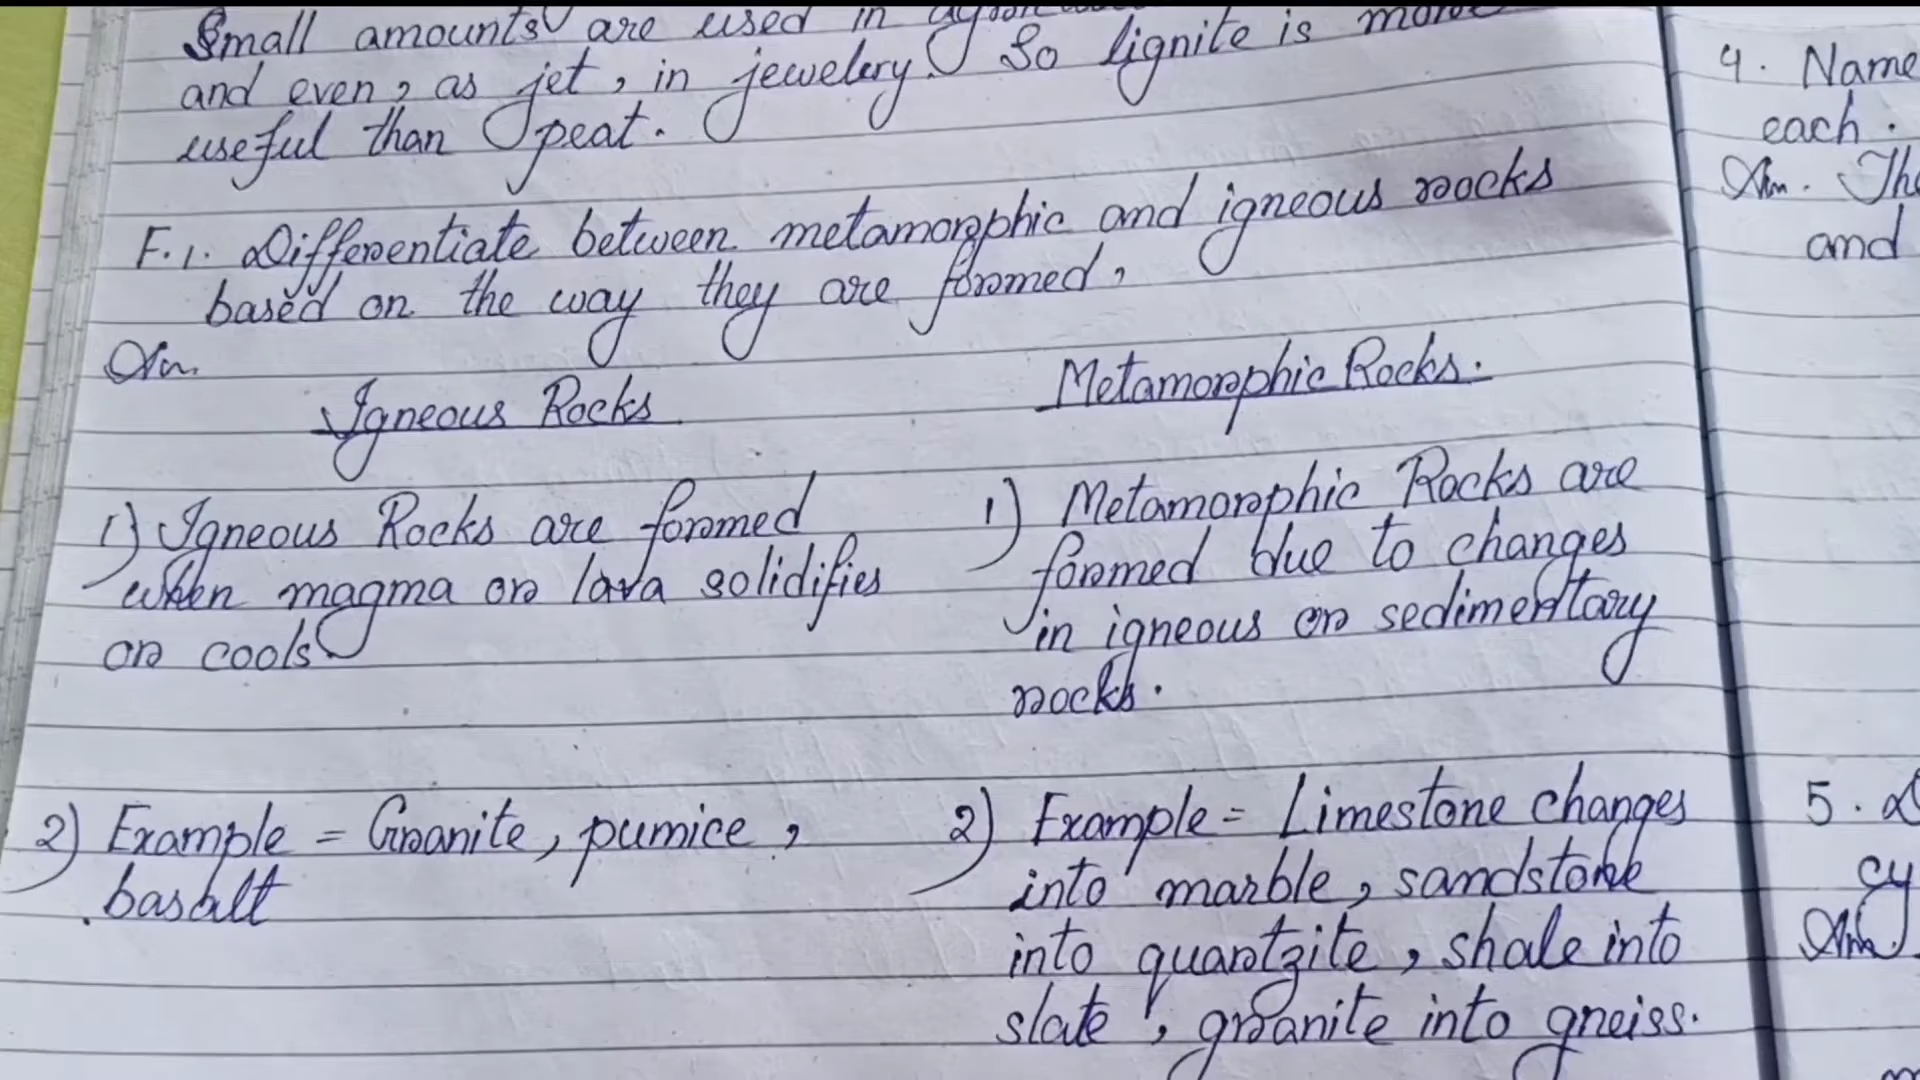 Small amounts are used in
and even, as jet, in jewelery. So lignite is more
useful than peat.
F.1. Differentiate between metamorphic and igneous rocks
based on the way they are formed,
Ans.
Igneous Rocks
Metamorphic Rocks.
1) Igneous Rocks are formed
when magma or lava solidifies
or cools.
1) Metamorphic Rocks are
formed due to changes
in igneous or sedimentary
rocks.
2) Example = Granite, pumice,
basalt
2) Example = Limestone changes
into marble, sandstone
into quartzite, shale into
slate, granite into gneiss.
4. Name
each.
Ans. The
and
5. D
cy
Ans.